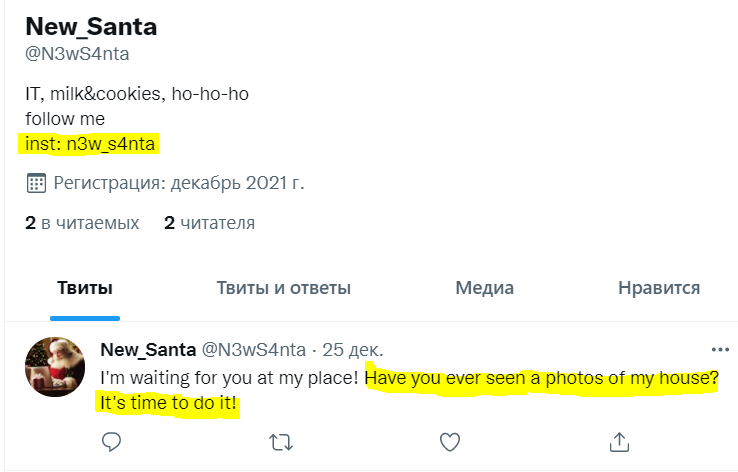 New_Santa
@N3wS4nta
IT, milk&cookies, ho-ho-ho
follow me
inst: n3w_s4nta
Регистрация: декабрь 2021 г.
2 в читаемых 2 читателя
Твиты Твиты и ответы Медиа Нравится
New_Santa @N3wS4nta · 25 дек.
I'm waiting for you at my place! Have you ever seen a photos of my house?
It's time to do it!